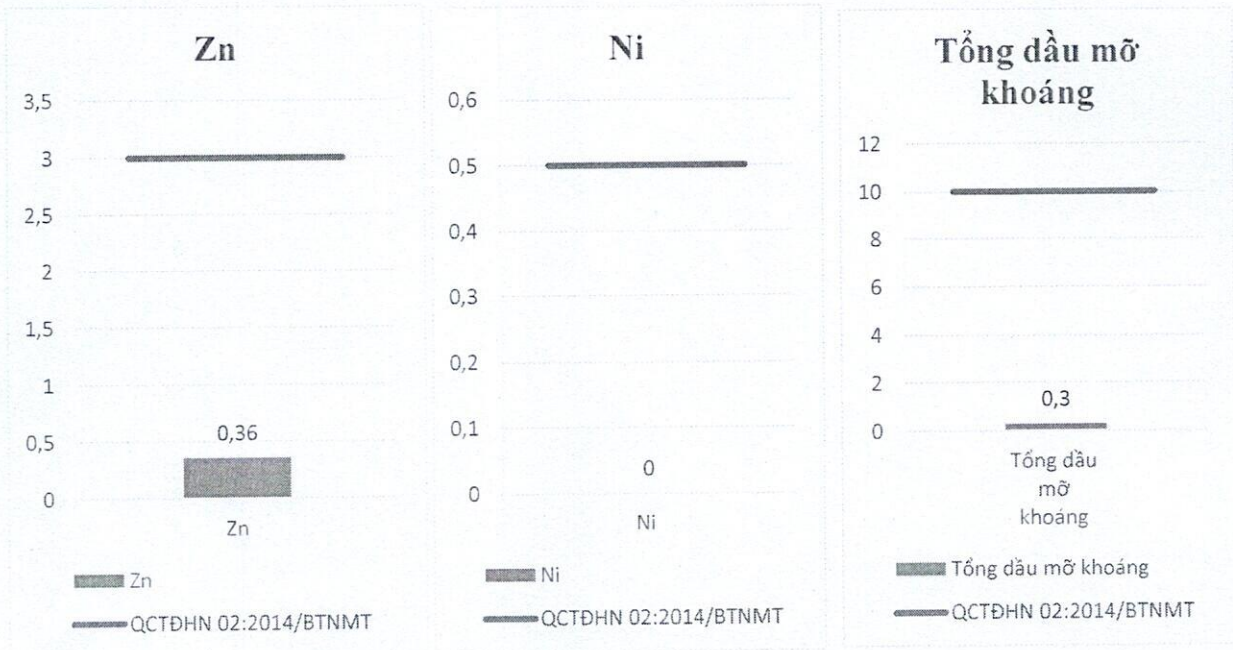 Zn
3,5
3
2,5
2
1,5
1
0,5
0
0,36
Zn
Zn
QCTĐHN 02:2014/BTNMT
Ni
0,6
0,5
0,4
0,3
0,2
0,1
0
0
Ni
Ni
QCTĐHN 02:2014/BTNMT
Tổng dầu mỡ
khoáng
12
10
8
6
4
2
0
0,3
Tổng dầu
mỡ
khoáng
Tổng dầu mỡ khoáng
QCTĐHN 02:2014/BTNMT